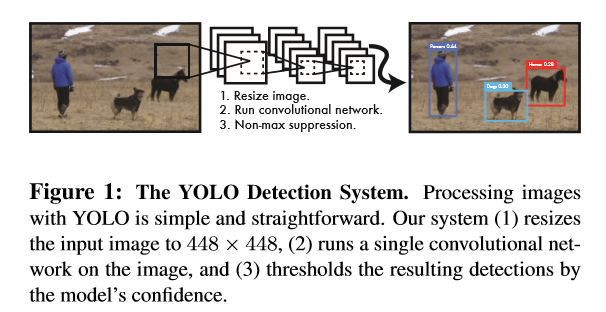 Person: 0.64
Horse: 0.28
Dog: 0.30
1. Resize image.
2. Run convolutional network.
3. Non-max suppression.
Figure 1: The YOLO Detection System. Processing images
with YOLO is simple and straightforward. Our system (1) resizes
the input image to 448 × 448, (2) runs a single convolutional net-
work on the image, and (3) thresholds the resulting detections by
the model's confidence.